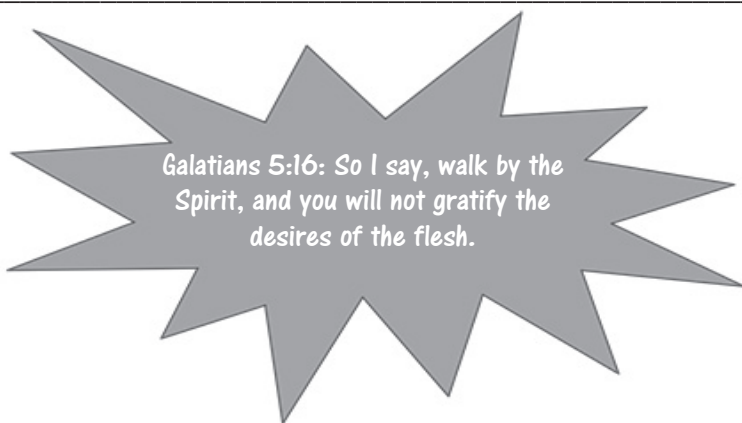 Galatians 5:16: So I say, walk by the
Spirit, and you will not gratify the
desires of the flesh.